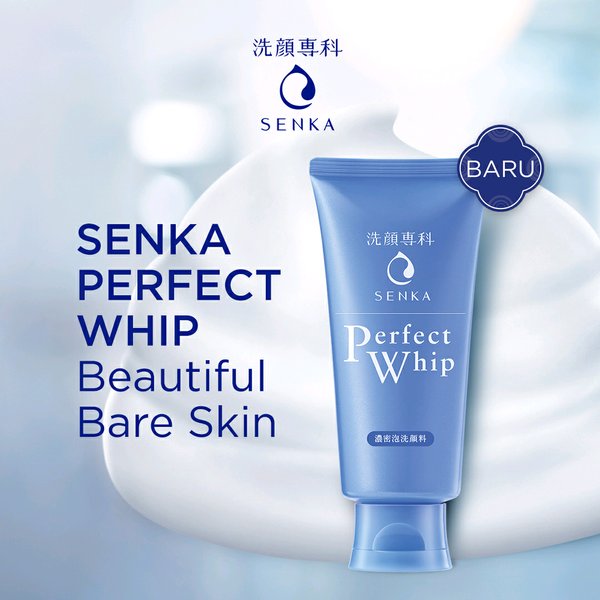 洗顔専科
SENKA
BARU
SENKA
PERFECT
WHIP
Beautiful
Bare Skin
洗顔専科
SENKA
Perfect
Whip
濃密泡洗顔料